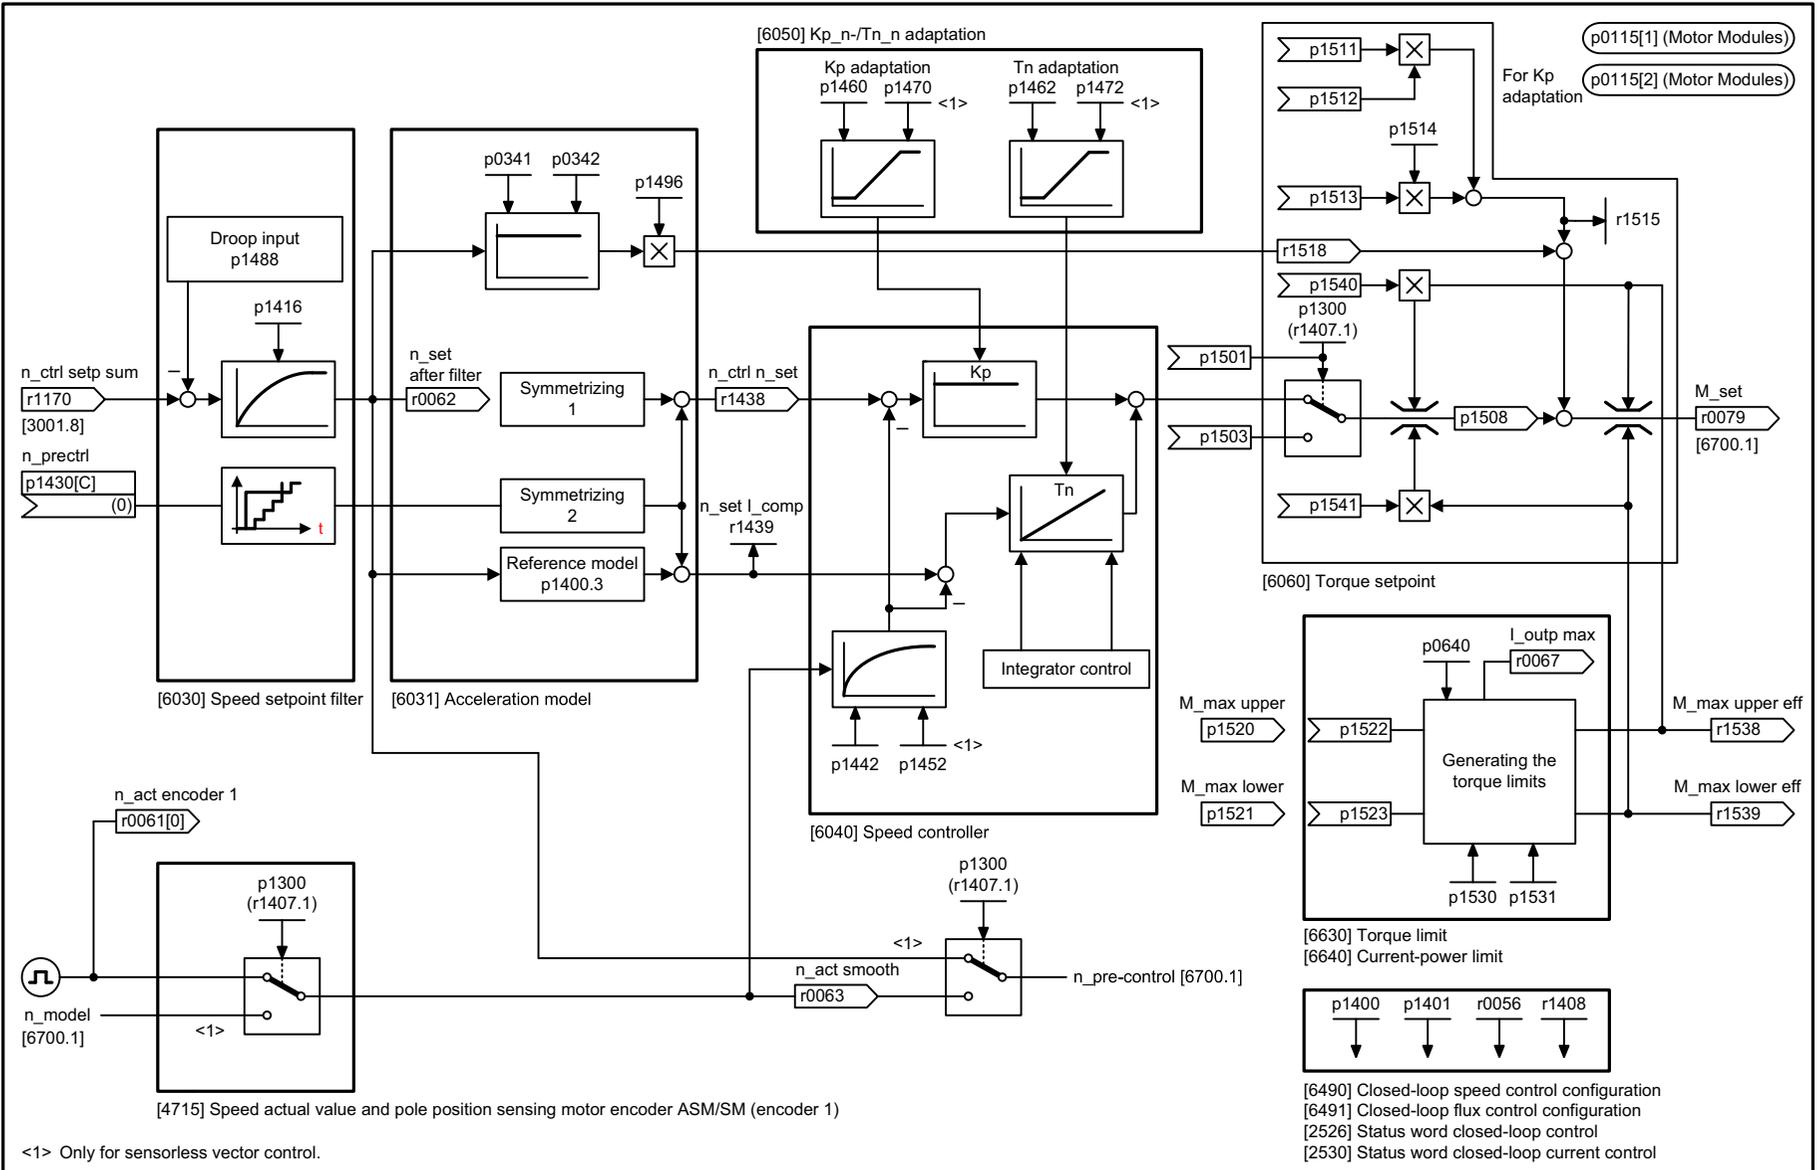 [6050] Kp_n-/Tn_n adaptation
Kp adaptation
p1460
p1470
<1>
Tn adaptation
p1462
p1472
<1>
p1511
p1512
For Kp
adaptation
p0115[1] (Motor Modules)
p0115[2] (Motor Modules)
p1514
p1513
r1515
r1518
p1540
p1300
(r1407.1)
p1501
p1503
p1508
M_set
r0079
[6700.1]
p1541
[6060] Torque setpoint
Droop input
p1488
p1416
–
n_ctrl setp sum
r1170
[3001.8]
n_prectrl
p1430[C]
(0)
t
[6030] Speed setpoint filter
p0341
p0342
p1496
n_set
after filter
r0062
Symmetrizing
1
Symmetrizing
2
Reference model
p1400.3
[6031] Acceleration model
n_ctrl n_set
r1438
n_set I_comp
r1439
Kp
–
Tn
–
Integrator control
p1442
p1452
<1>
[6040] Speed controller
M_max upper
p1520
M_max lower
p1521
p0640
I_outp max
r0067
p1522
p1523
Generating the
torque limits
p1530
p1531
M_max upper eff
r1538
M_max lower eff
r1539
[6630] Torque limit
[6640] Current-power limit
n_act encoder 1
r0061[0]
p1300
(r1407.1)
n_model
[6700.1]
<1>
[4715] Speed actual value and pole position sensing motor encoder ASM/SM (encoder 1)
n_act smooth
r0063
<1>
p1300
(r1407.1)
n_pre-control [6700.1]
p1400
p1401
r0056
r1408
[6490] Closed-loop speed control configuration
[6491] Closed-loop flux control configuration
[2526] Status word closed-loop control
[2530] Status word closed-loop current control
<1> Only for sensorless vector control.